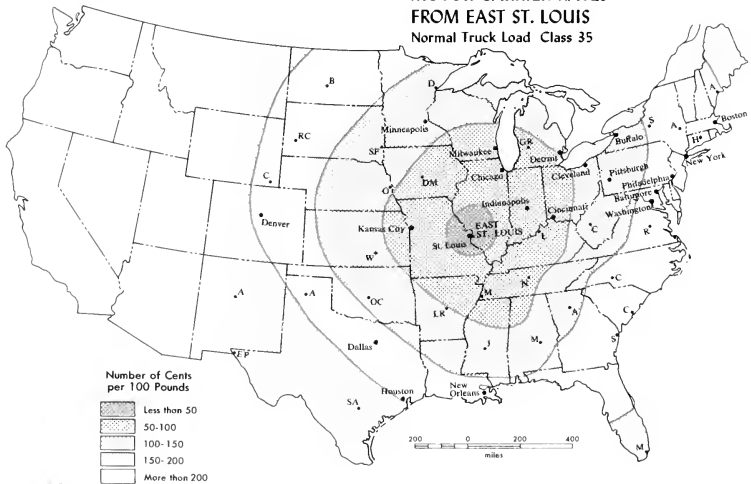 FROM EAST ST. LOUIS
Normal Truck Load Class 35
B
D
A
Minneapolis
RC
SF
Milwaukee
GR
Detroit
Buffalo
S
A
Boston
H
New York
C
O
DM
Chicago
Cleveland
Pittsburgh
Philadelphia
Baltimore
Washington
Denver
Indianapolis
Cincinnati
Kansas City
EAST
ST. LOUIS
St. Louis
L
C
R
W
A
A
OC
M
N
C
LR
A
C
Dallas
J
M
S
EP
Houston
New
Orleans
SA
M
Number of Cents
per 100 Pounds
Less than 50
50-100
100-150
150-200
More than 200
200 0 200 400
miles